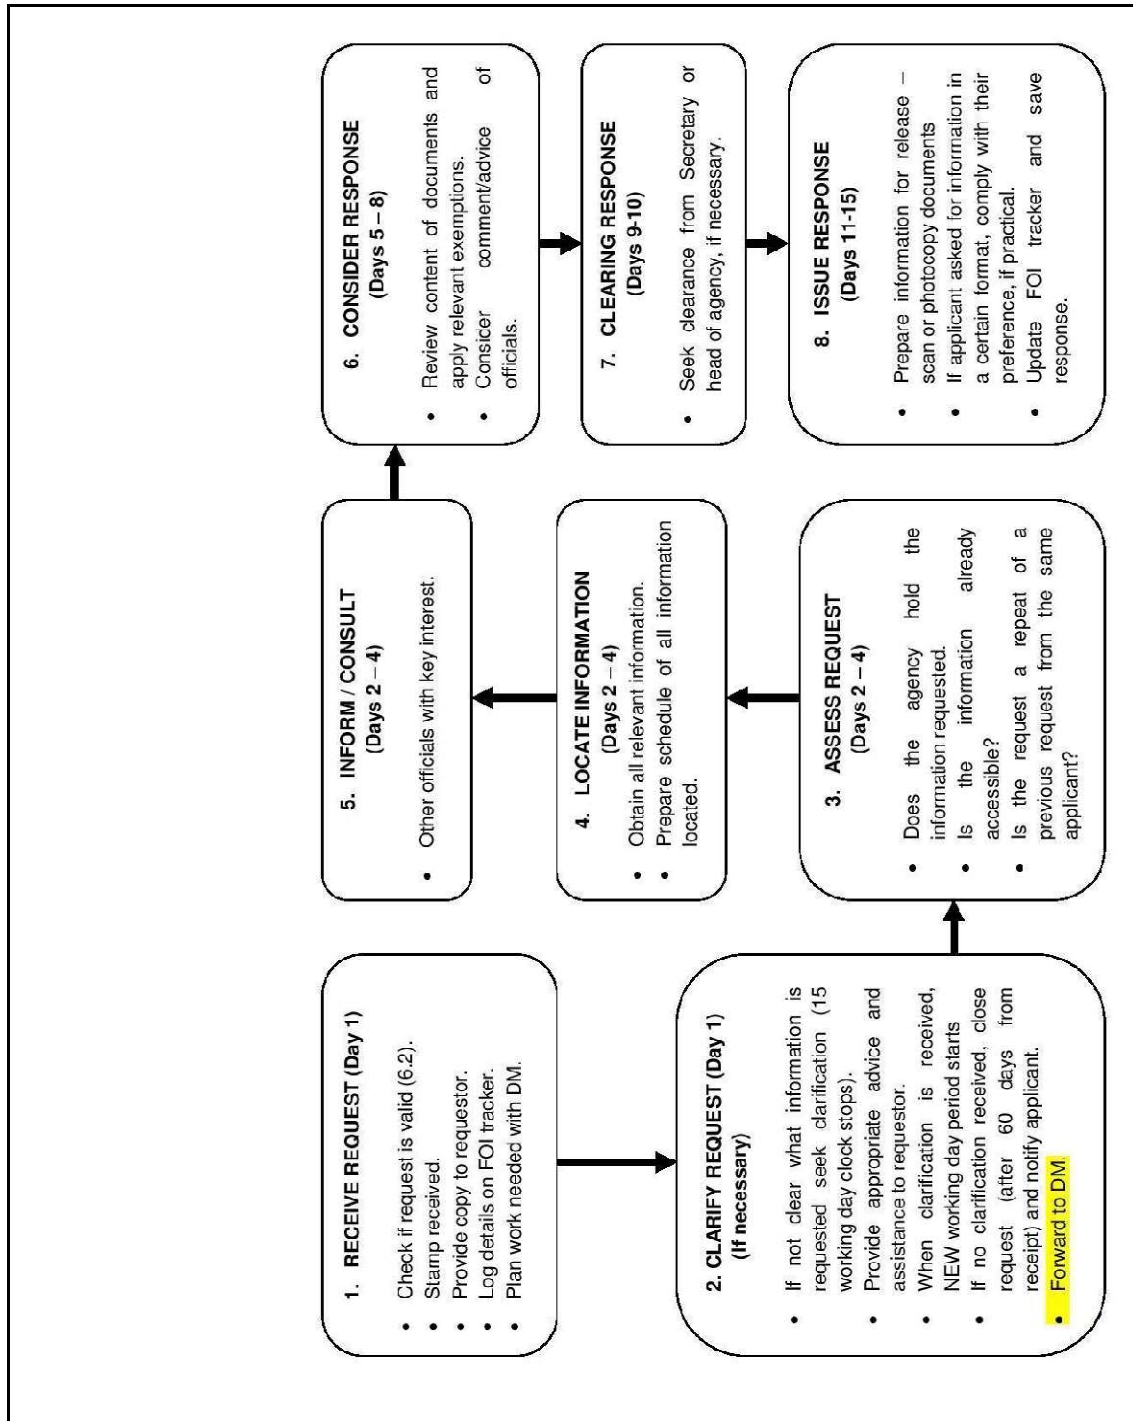 1. RECEIVE REQUEST (Day 1)
• Check if request is valid (6.2).
• Stamp received.
• Provide copy to requestor.
• Log details on FOI tracker.
• Plan work needed with DM.
2. CLARIFY REQUEST (Day 1)
(If necessary)
• If not clear what information is
requested seek clarification (15
working day clock stops).
• Provide appropriate advice and
assistance to requestor.
• When clarification is received,
NEW working day period starts
• If no clarification received, close
request (after 60 days from
receipt) and notify applicant.
• Forward to DM.
3. ASSESS REQUEST
(Days 2 – 4)
• Does the agency hold the
information requested.
• Is the information already
accessible?
• Is the request a repeat of a
previous request from the same
applicant?
4. LOCATE INFORMATION
(Days 2 – 4)
• Obtain all relevant information.
• Prepare schedule of all information
located.
5. INFORM / CONSULT
(Days 2 – 4)
• Other officials with key interest.
6. CONSIDER RESPONSE
(Days 5 – 8)
• Review content of documents and
apply relevant exemptions.
• Consicer comment/advice of
officials.
7. CLEARING RESPONSE
(Days 9-10)
• Seek clearance from Secretary or
head of agency, if necessary.
8. ISSUE RESPONSE
(Days 11-15)
• Prepare information for release –
scan or photocopy documents
• If applicant asked for information in
a certain format, comply with their
preference, if practical.
• Update FOI tracker and save
response.